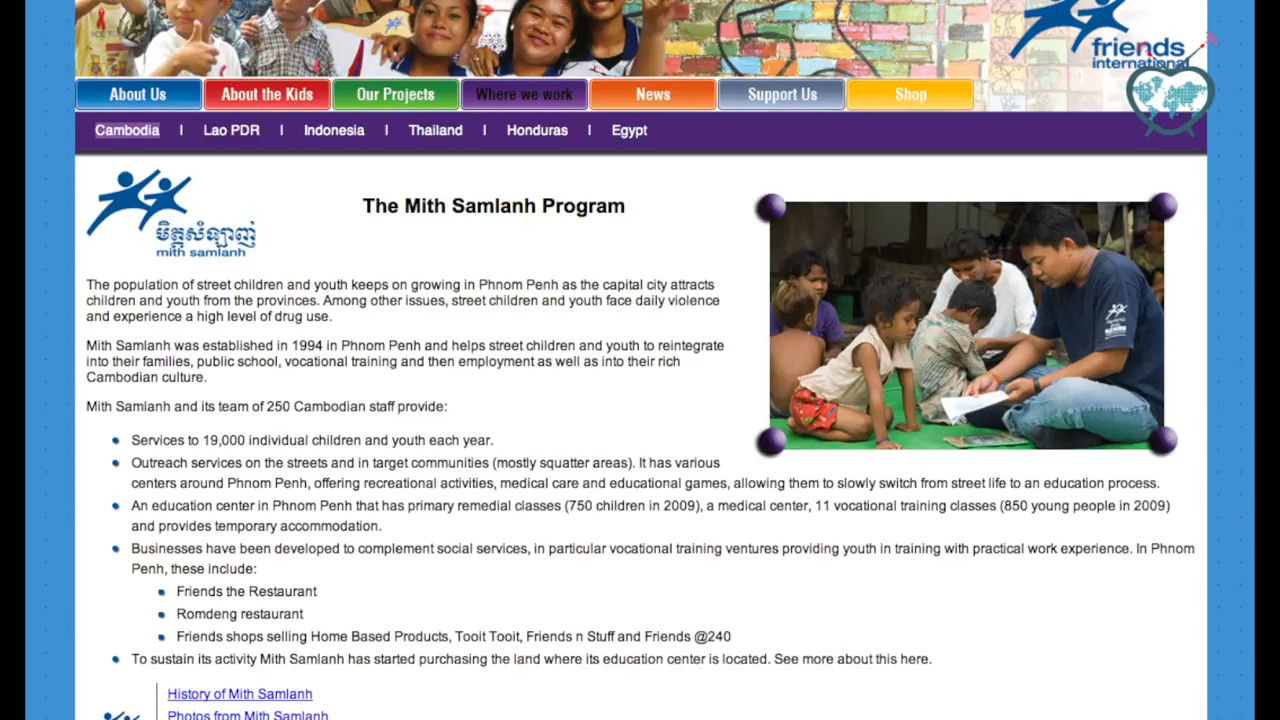 friends
international
About Us
About the Kids
Our Projects
Where we work
News
Support Us
Shop
Cambodia | Lao PDR | Indonesia | Thailand | Honduras | Egypt
មិត្តសំឡាញ់
mith samlanh
The Mith Samlanh Program
The population of street children and youth keeps on growing in Phnom Penh as the capital city attracts
children and youth from the provinces. Among other issues, street children and youth face daily violence
and experience a high level of drug use.
Mith Samlanh was established in 1994 in Phnom Penh and helps street children and youth to reintegrate
into their families, public school, vocational training and then employment as well as into their rich
Cambodian culture.
Mith Samlanh and its team of 250 Cambodian staff provide:
Services to 19,000 individual children and youth each year.
Outreach services on the streets and in target communities (mostly squatter areas). It has various
centers around Phnom Penh, offering recreational activities, medical care and educational games, allowing them to slowly switch from street life to an education process.
An education center in Phnom Penh that has primary remedial classes (750 children in 2009), a medical center, 11 vocational training classes (850 young people in 2009)
and provides temporary accommodation.
Businesses have been developed to complement social services, in particular vocational training ventures providing youth in training with practical work experience. In Phnom
Penh, these include:
Friends the Restaurant
Romdeng restaurant
Friends shops selling Home Based Products, Tooit Tooit, Friends n Stuff and Friends @240
To sustain its activity Mith Samlanh has started purchasing the land where its education center is located. See more about this here.
History of Mith Samlanh
Photos from Mith Samlanh